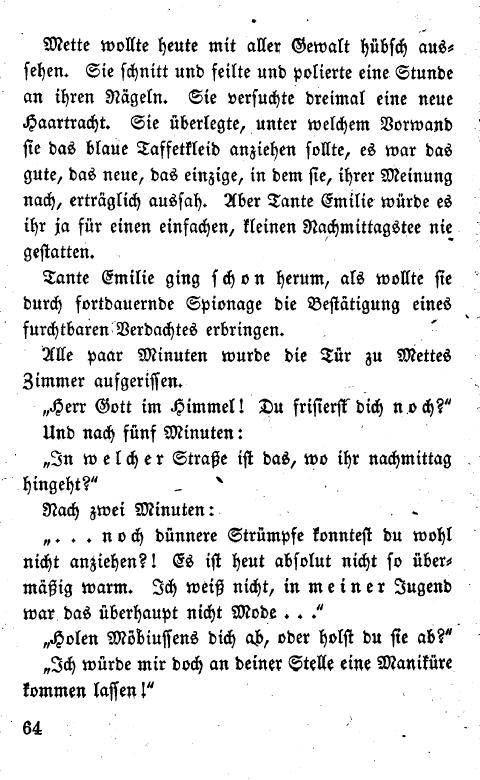 Mette wollte heute mit aller Gewalt hübsch aus-
sehen. Sie schnitt und feilte und polierte eine Stunde
an ihren Nägeln. Sie versuchte dreimal eine neue
Haartracht. Sie überlegte, unter welchem Vorwand
sie das blaue Taffetkleid anziehen sollte, es war das
gute, das neue, das einzige, in dem sie, ihrer Meinung
nach, erträglich aussah. Aber Tante Emilie würde es
ihr ja für einen einfachen, kleinen Nachmittagstee nie
gestatten.
Tante Emilie ging schon herum, als wollte sie
durch fortdauernde Spionage die Bestätigung eines
furchtbaren Verdachtes erbringen.
Alle paar Minuten wurde die Tür zu Mettes
Zimmer aufgerissen.
„Herr Gott im Himmel! Du frisierst dich noch?“
Und nach fünf Minuten:
„In welcher Straße ist das, wo ihr nachmittag
hingeht?“
Nach zwei Minuten:
„. . . noch dünnere Strümpfe konntest du wohl
nicht anziehen?! Es ist heut absolut nicht so über-
mäßig warm. Ich weiß nicht, in meiner Jugend
war das überhaupt nicht Mode . . .“
„Holen Möbiussens dich ab, oder holst du sie ab?“
„Ich würde mir doch an deiner Stelle eine Maniküre
kommen lassen!“
64